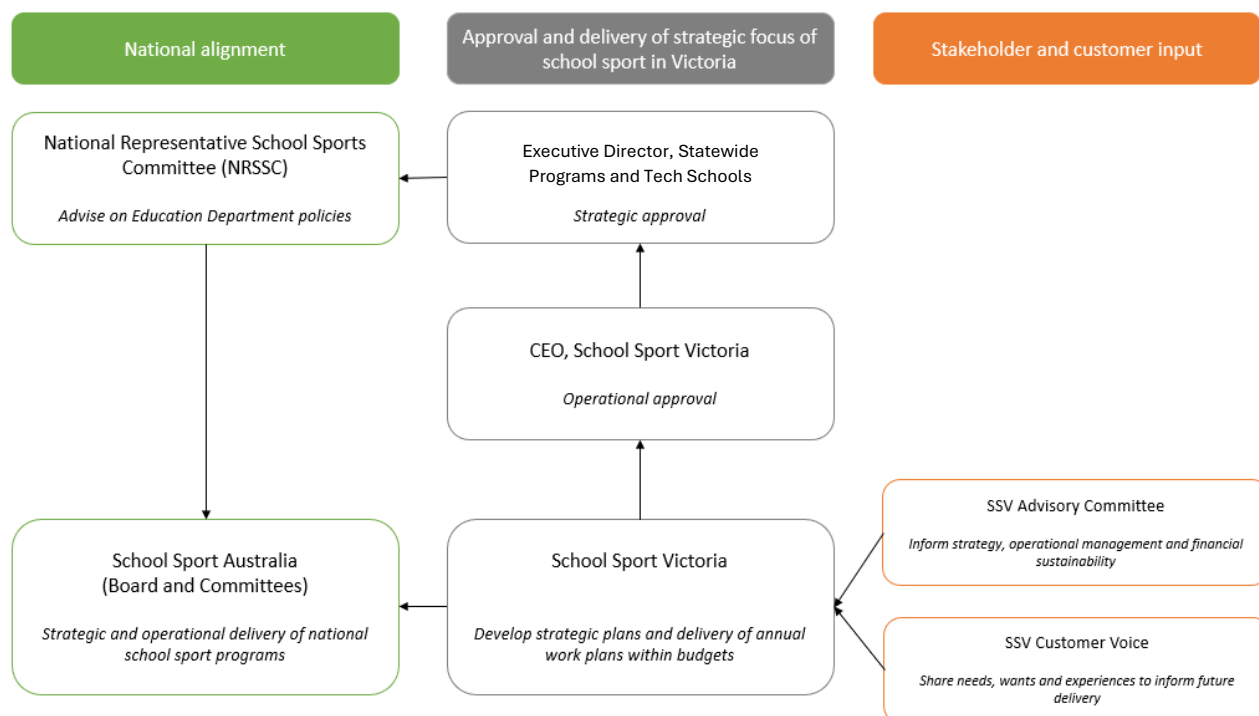 National alignment
Approval and delivery of strategic focus of
school sport in Victoria
Stakeholder and customer input
National Representative School Sports
Committee (NRSSC)
Advise on Education Department policies
Executive Director, Statewide
Programs and Tech Schools
Strategic approval
CEO, School Sport Victoria
Operational approval
School Sport Australia
(Board and Committees)
Strategic and operational delivery of national
school sport programs
School Sport Victoria
Develop strategic plans and delivery of annual
work plans within budgets
SSV Advisory Committee
Inform strategy, operational management and financial
sustainability
SSV Customer Voice
Share needs, wants and experiences to inform future
delivery